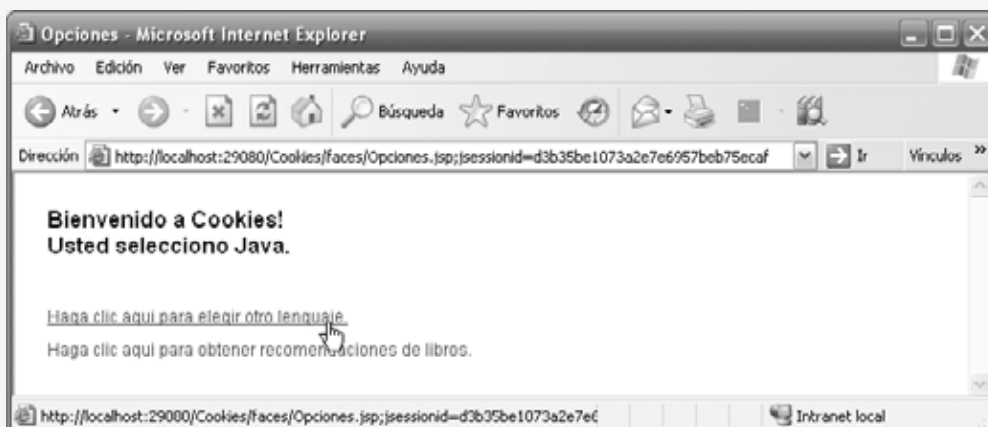 Opciones - Microsoft Internet Explorer
Archivo Edición Ver Favoritos Herramientas Ayuda
Atrás Búsqueda Favoritos
Dirección http://localhost:29080/Cookies/faces/Opciones.jsp;jsessionid=d3b35be1073a2e7e6957beb75ecaf Ir Vínculos »
Bienvenido a Cookies!
Usted selecciono Java.
Haga clic aqui para elegir otro lenguaje.
Haga clic aqui para obtener recomendaciones de libros.
http://localhost:29080/Cookies/faces/Opciones.jsp;jsessionid=d3b35be1073a2e7e6 Intranet local